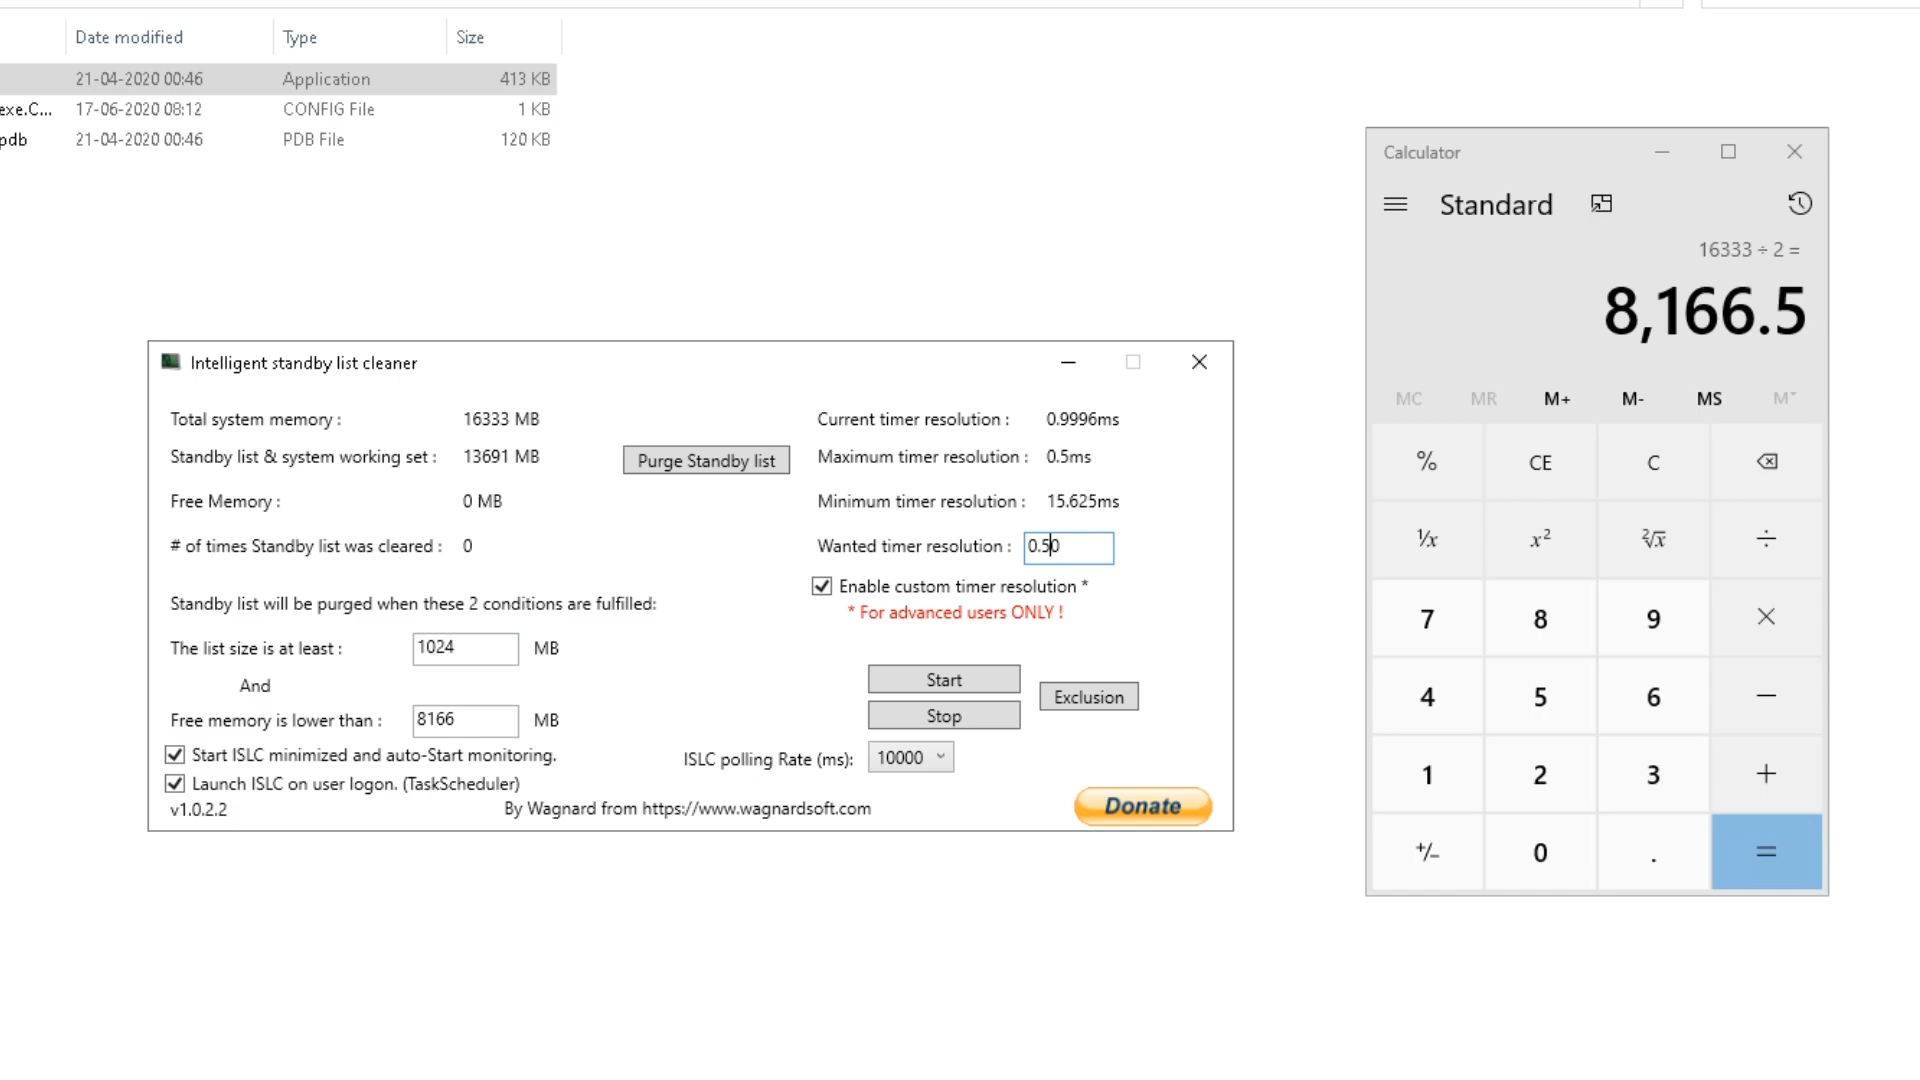 Date modified Type Size
21-04-2020 00:46 Application 413 KB
exe.C... 17-06-2020 08:12 CONFIG File 1 KB
pdb 21-04-2020 00:46 PDB File 120 KB
Intelligent standby list cleaner
Total system memory : 16333 MB
Standby list & system working set : 13691 MB
Purge Standby list
Free Memory : 0 MB
# of times Standby list was cleared : 0
Standby list will be purged when these 2 conditions are fulfilled:
The list size is at least : 1024 MB
And
Free memory is lower than : 8166 MB
Start ISLC minimized and auto-Start monitoring.
Launch ISLC on user logon. (TaskScheduler)
v1.0.2.2
By Wagnard from https://www.wagnardsoft.com
Current timer resolution : 0.9996ms
Maximum timer resolution : 0.5ms
Minimum timer resolution : 15.625ms
Wanted timer resolution : 0.50
Enable custom timer resolution *
* For advanced users ONLY !
Start
Stop
Exclusion
ISLC polling Rate (ms): 10000
Donate
Calculator
Standard
16333 ÷ 2 =
8,166.5
MC MR M+ M- MS M˅
% CE C
¹/x x² ²√x ÷
7 8 9 ×
4 5 6 −
1 2 3 +
+/− 0 . =